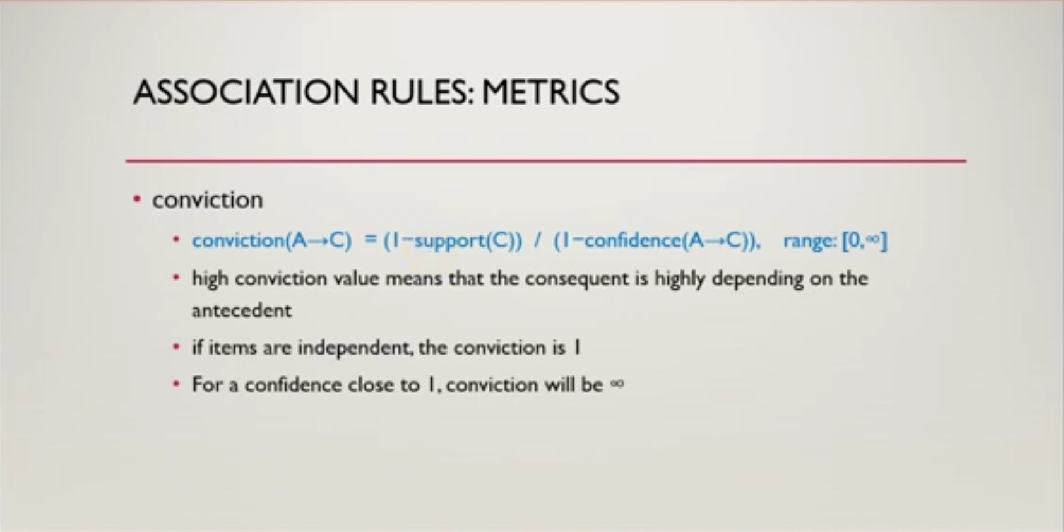 ASSOCIATION RULES: METRICS
• conviction
• conviction(A→C) = (1−support(C)) / (1−confidence(A→C)), range: [0,∞]
• high conviction value means that the consequent is highly depending on the
antecedent
• if items are independent, the conviction is 1
• For a confidence close to 1, conviction will be ∞